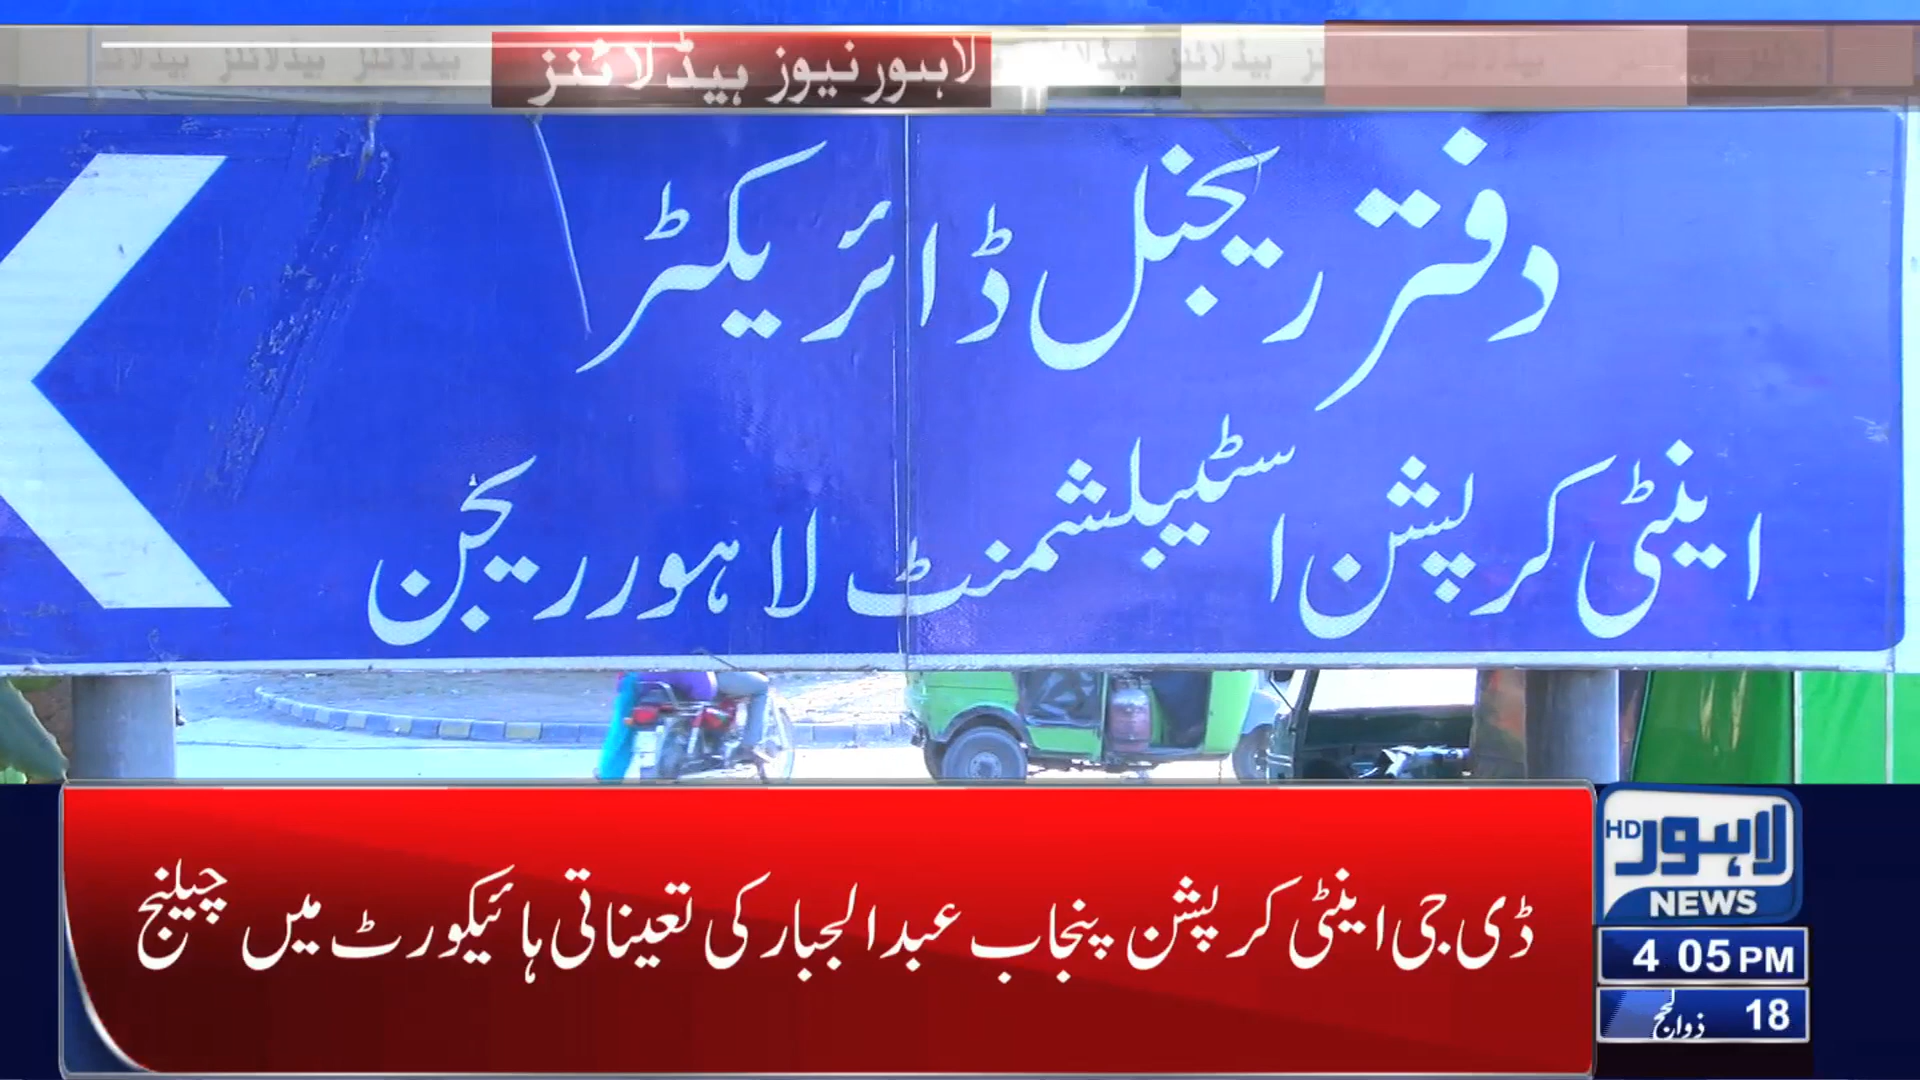 لاہور نیوز ہیڈلائنز
دفتر ریجنل ڈائریکٹر
اینٹی کرپشن اسٹیبلشمنٹ لاہور ریجن
ڈی جی اینٹی کرپشن پنجاب عبدالجبار کی تعیناتی ہائیکورٹ میں چیلنج
لاہور HD
NEWS
4 05 PM
18 ذوالحج